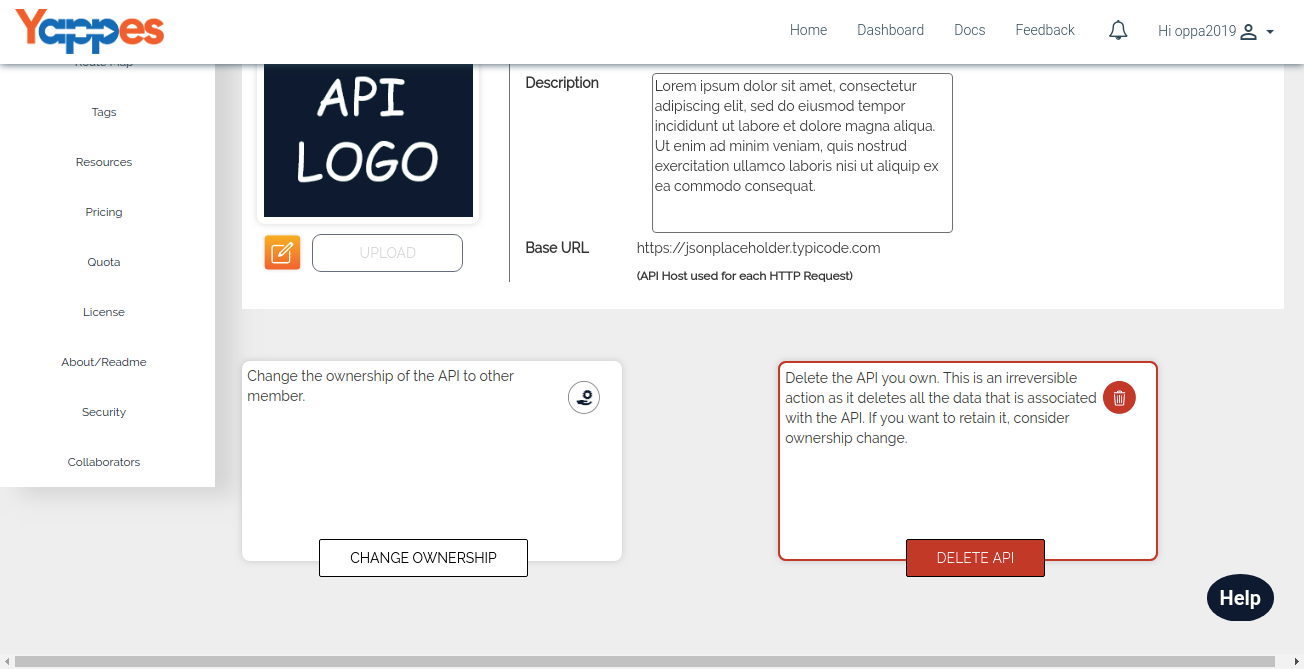 Yappes
Home
Dashboard
Docs
Feedback
Hi oppa2019
Route Map
Tags
Resources
Pricing
Quota
License
About/Readme
Security
Collaborators
API
LOGO
UPLOAD
Description
Lorem ipsum dolor sit amet, consectetur
adipiscing elit, sed do eiusmod tempor
incididunt ut labore et dolore magna aliqua.
Ut enim ad minim veniam, quis nostrud
exercitation ullamco laboris nisi ut aliquip ex
ea commodo consequat.
Base URL
https://jsonplaceholder.typicode.com
(API Host used for each HTTP Request)
Change the ownership of the API to other
member.
CHANGE OWNERSHIP
Delete the API you own. This is an irreversible
action as it deletes all the data that is associated
with the API. If you want to retain it, consider
ownership change.
DELETE API
Help